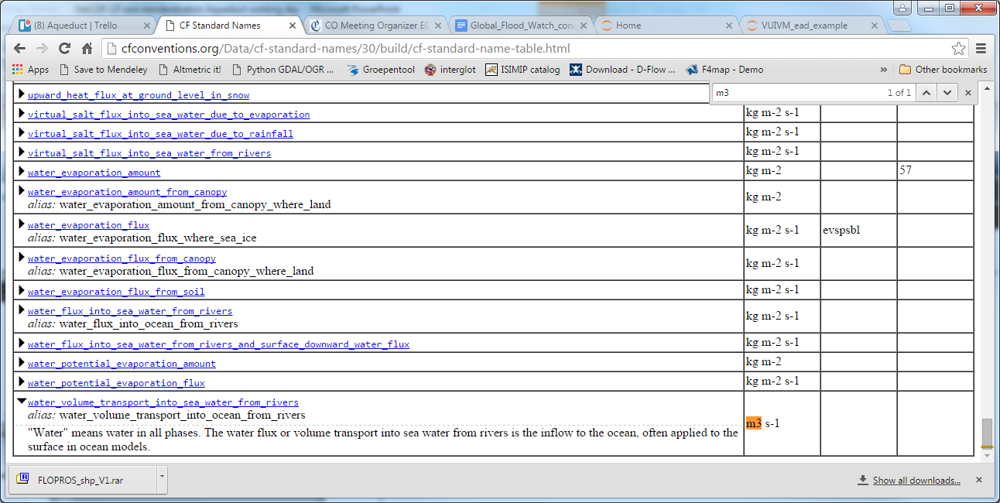 (8) Aqueduct | Trello
CF Standard Names
CO Meeting Organizer EG
Global_Flood_Watch_con
Home
VUIVM_ead_example
cfconventions.org/Data/cf-standard-names/30/build/cf-standard-name-table.html
Apps
Save to Mendeley
Altmetric it!
Python GDAL/OGR ...
Groepentool
interglot
ISIMIP catalog
Download - D-Flow ...
F4map - Demo
»
Other bookmarks
m3 1 of 1
upward_heat_flux_at_ground_level_in_snow
virtual_salt_flux_into_sea_water_due_to_evaporation kg m-2 s-1
virtual_salt_flux_into_sea_water_due_to_rainfall kg m-2 s-1
virtual_salt_flux_into_sea_water_from_rivers kg m-2 s-1
water_evaporation_amount kg m-2 57
water_evaporation_amount_from_canopy
alias: water_evaporation_amount_from_canopy_where_land
kg m-2
water_evaporation_flux
alias: water_evaporation_flux_where_sea_ice
kg m-2 s-1 evspsbl
water_evaporation_flux_from_canopy
alias: water_evaporation_flux_from_canopy_where_land
kg m-2 s-1
water_evaporation_flux_from_soil kg m-2 s-1
water_flux_into_sea_water_from_rivers
alias: water_flux_into_ocean_from_rivers
kg m-2 s-1
water_flux_into_sea_water_from_rivers_and_surface_downward_water_flux kg m-2 s-1
water_potential_evaporation_amount kg m-2
water_potential_evaporation_flux kg m-2 s-1
water_volume_transport_into_sea_water_from_rivers
alias: water_volume_transport_into_ocean_from_rivers
"Water" means water in all phases. The water flux or volume transport into sea water from rivers is the inflow to the ocean, often applied to the
surface in ocean models.
m3 s-1
FLOPROS_shp_V1.rar
Show all downloads...